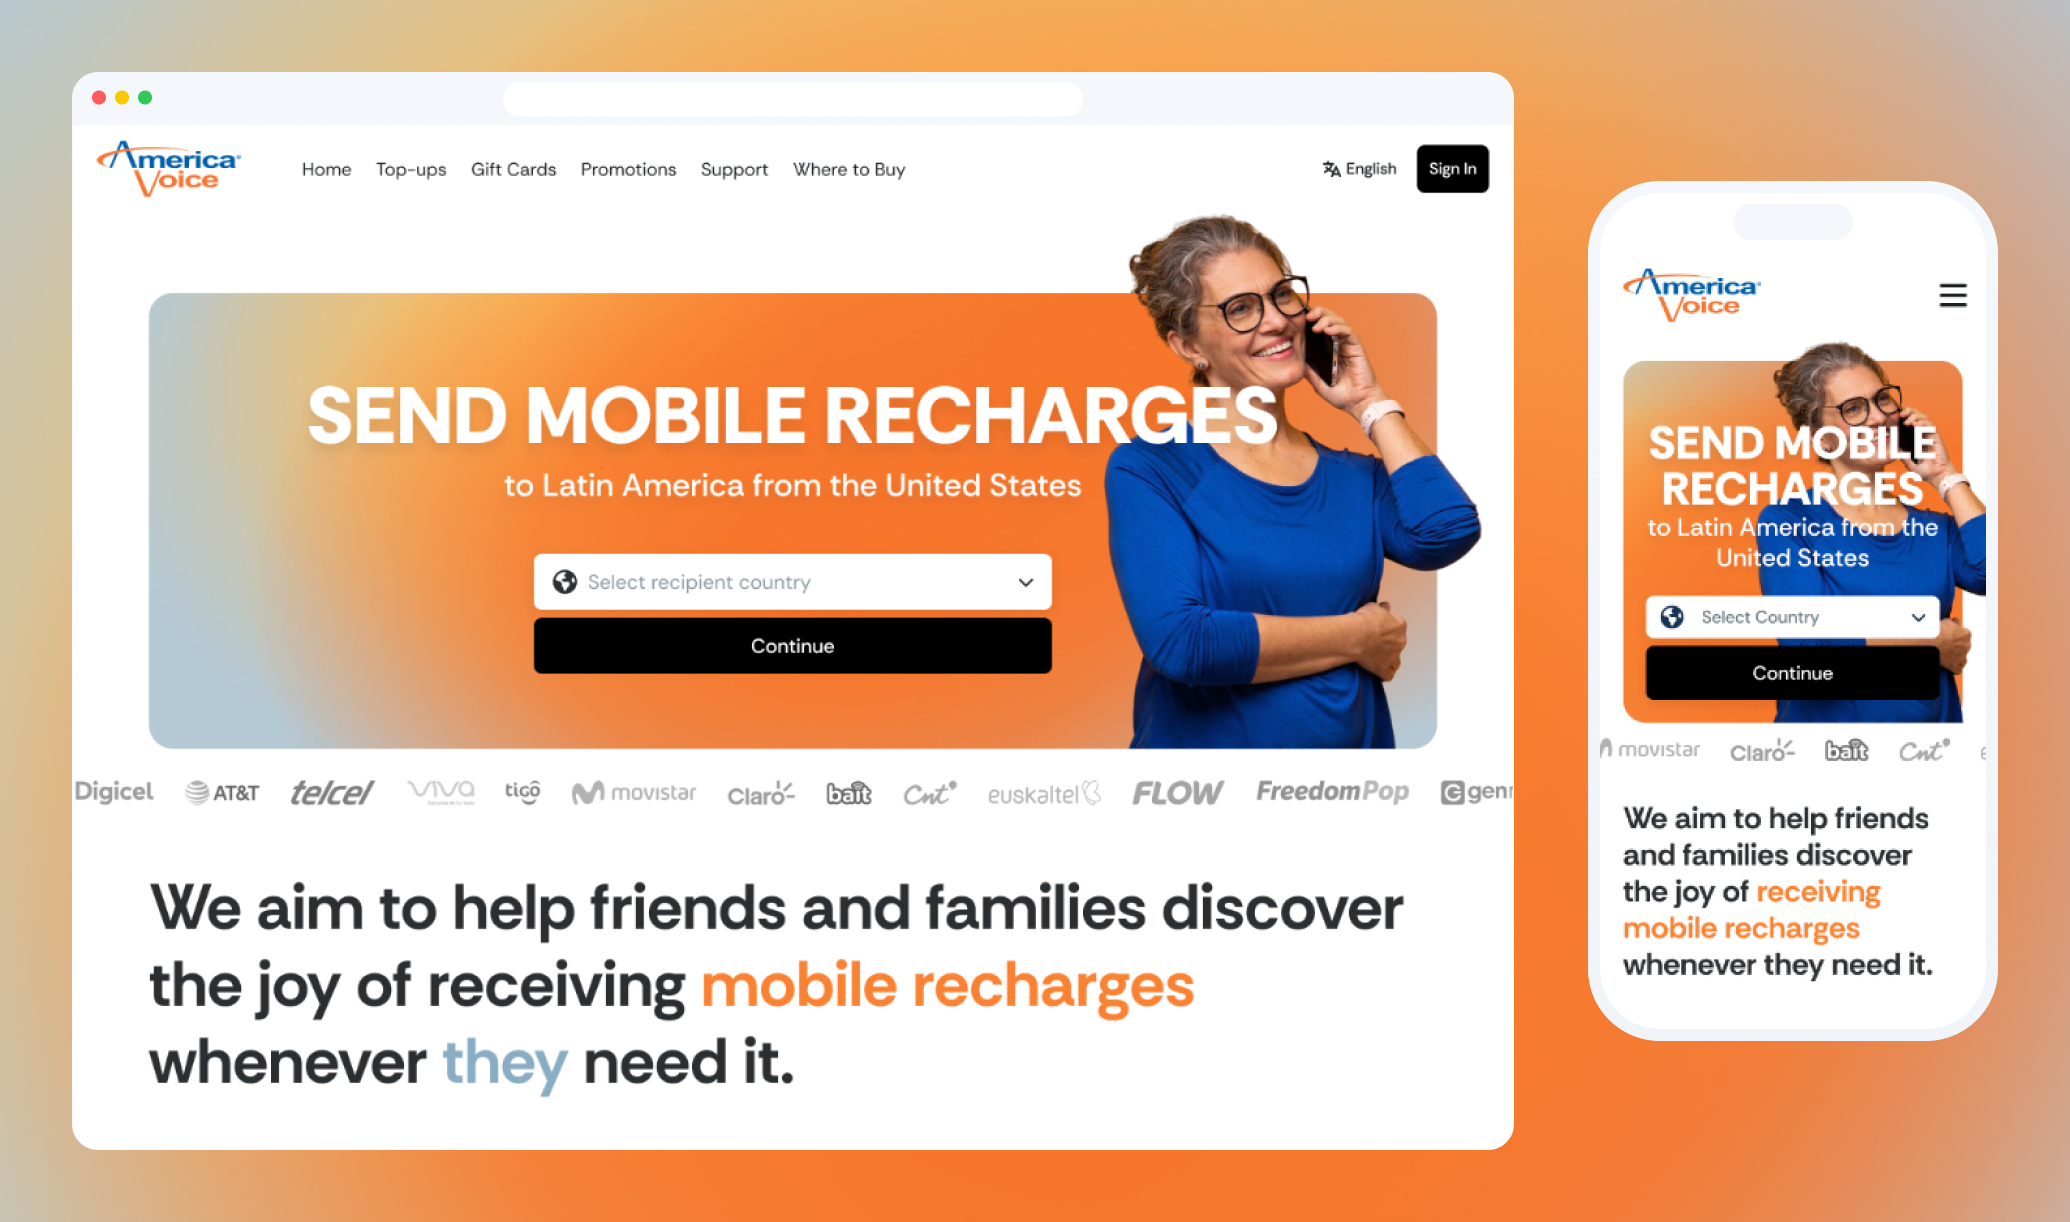 America
Voice
Home Top-ups Gift Cards Promotions Support Where to Buy
English
Sign In
SEND MOBILE RECHARGES
to Latin America from the United States
Select recipient country
Continue
Digicel AT&T telcel VIVA tigo movistar Claro bait Cnt euskaltel FLOW FreedomPop
We aim to help friends and families discover
the joy of receiving mobile recharges
whenever they need it.
America
Voice
SEND MOBILE
RECHARGES
to Latin America from the
United States
Select Country
Continue
movistar Claro bait Cnt
We aim to help friends
and families discover
the joy of receiving
mobile recharges
whenever they need it.